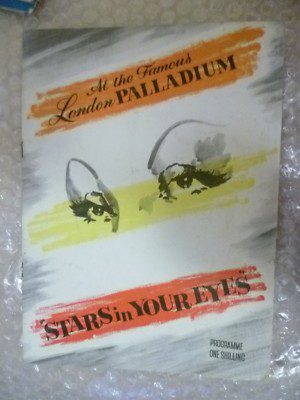 At the Famous
London PALLADIUM
"STARS in YOUR EYES"
PROGRAMME
ONE SHILLING